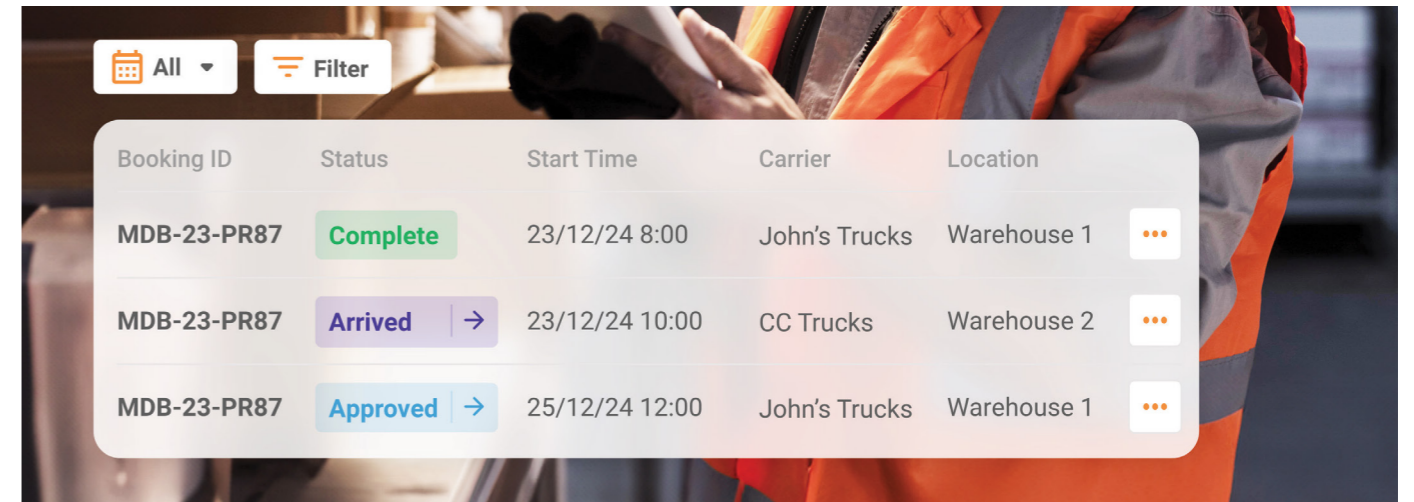 All Filter
Booking ID Status Start Time Carrier Location
MDB-23-PR87 Complete 23/12/24 8:00 John’s Trucks Warehouse 1
MDB-23-PR87 Arrived 23/12/24 10:00 CC Trucks Warehouse 2
MDB-23-PR87 Approved 25/12/24 12:00 John’s Trucks Warehouse 1